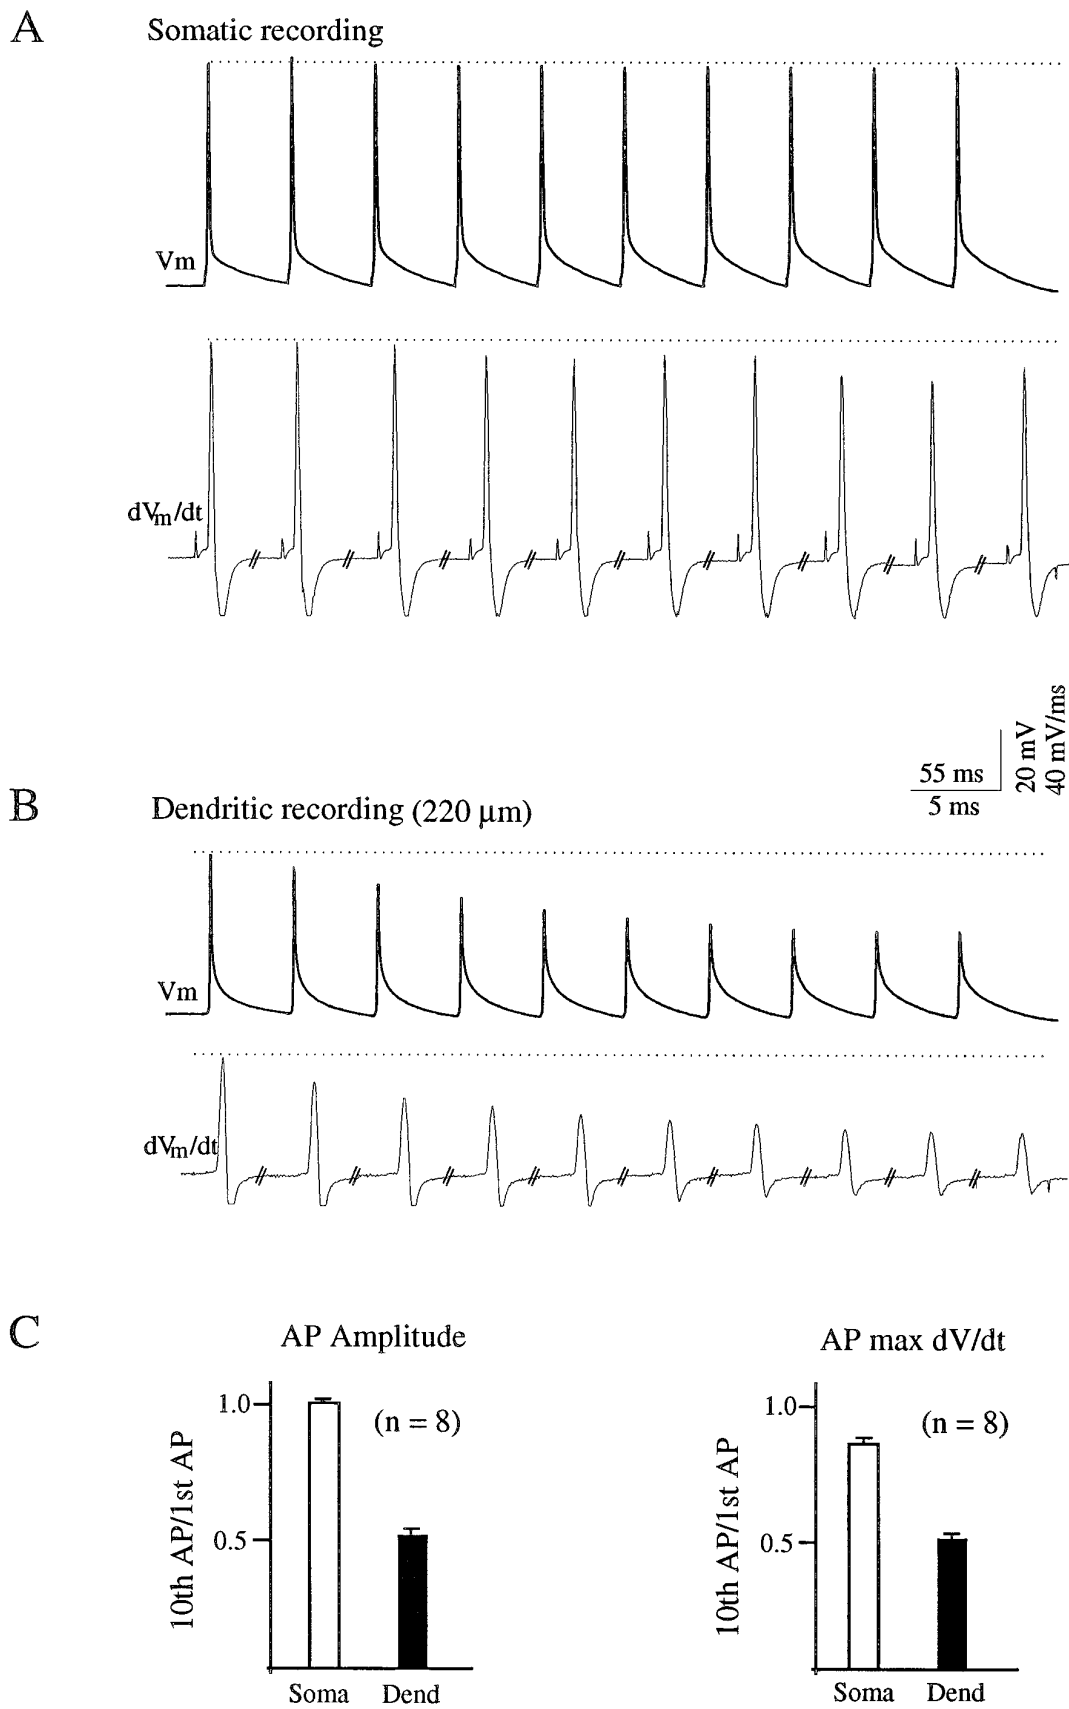 A
Somatic recording
Vm
dVm/dt
20 mV
40 mV/ms
55 ms
5 ms
B
Dendritic recording (220 µm)
Vm
dVm/dt
C
AP Amplitude
AP max dV/dt
1.0
(n = 8)
0.5
10th AP/1st AP
Soma Dend
1.0
(n = 8)
0.5
10th AP/1st AP
Soma Dend